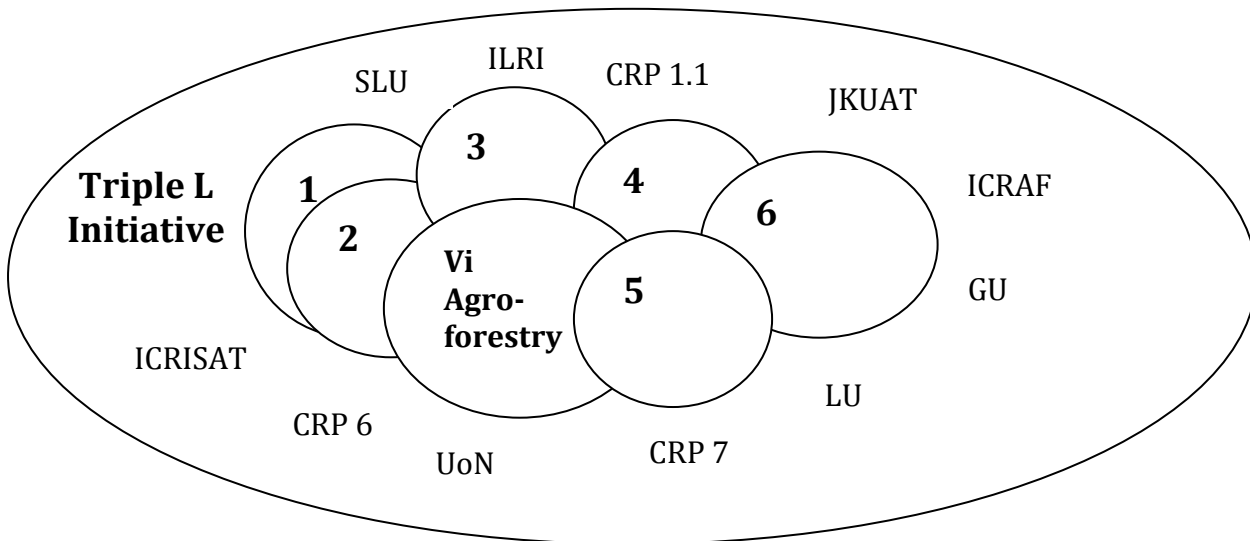 ILRI
CRP 1.1
SLU
JKUAT
3
Triple L
Initiative
1
4
ICRAF
6
2
Vi
Agro-
forestry
5
GU
ICRISAT
LU
CRP 6
UoN
CRP 7